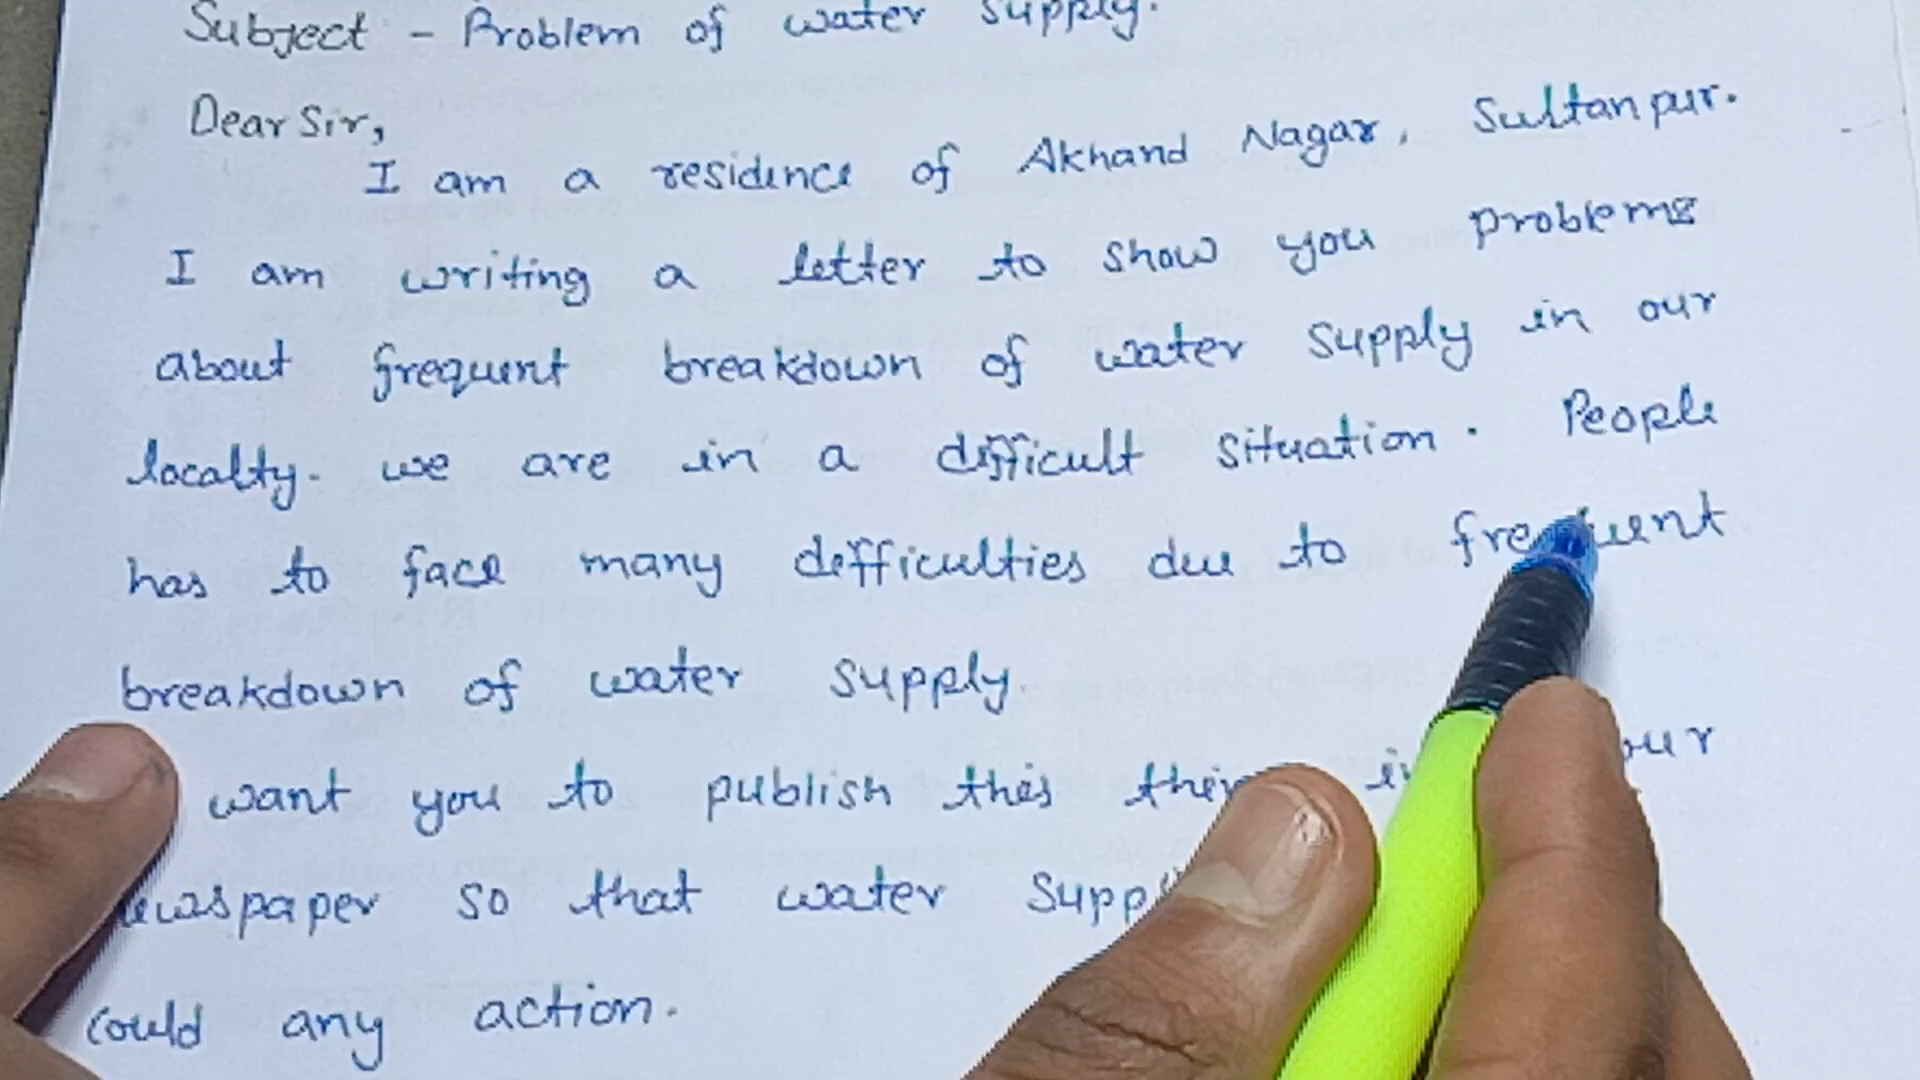 Subject - Problem of water supply.
Dear Sir,
I am a residence of Akhand Nagar, Sultanpur.
I am writing a letter to show you problems
about frequent breakdown of water supply in our
localty. we are in a difficult situation. People
has to face many defficulties due to frequent
breakdown of water supply.
want you to publish this
newspaper so that water
could any action.